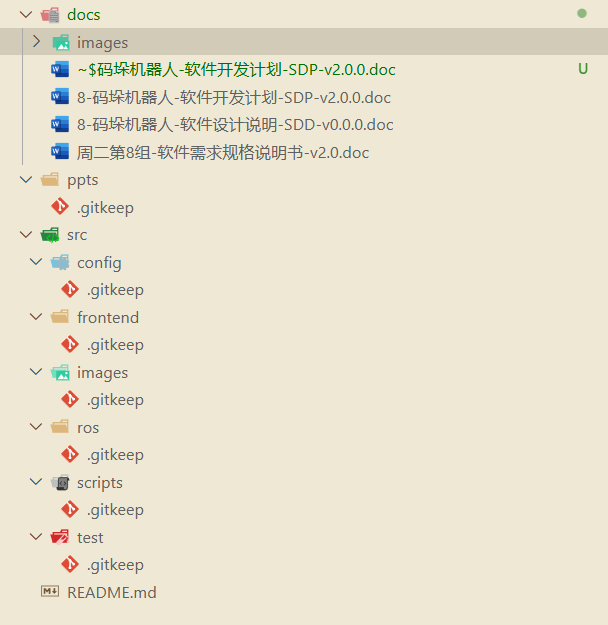 docs
images
~$码垛机器人-软件开发计划-SDP-v2.0.0.doc U
8-码垛机器人-软件开发计划-SDP-v2.0.0.doc
8-码垛机器人-软件设计说明-SDD-v0.0.0.doc
周二第8组-软件需求规格说明书-v2.0.doc
ppts
.gitkeep
src
config
.gitkeep
frontend
.gitkeep
images
.gitkeep
ros
.gitkeep
scripts
.gitkeep
test
.gitkeep
README.md